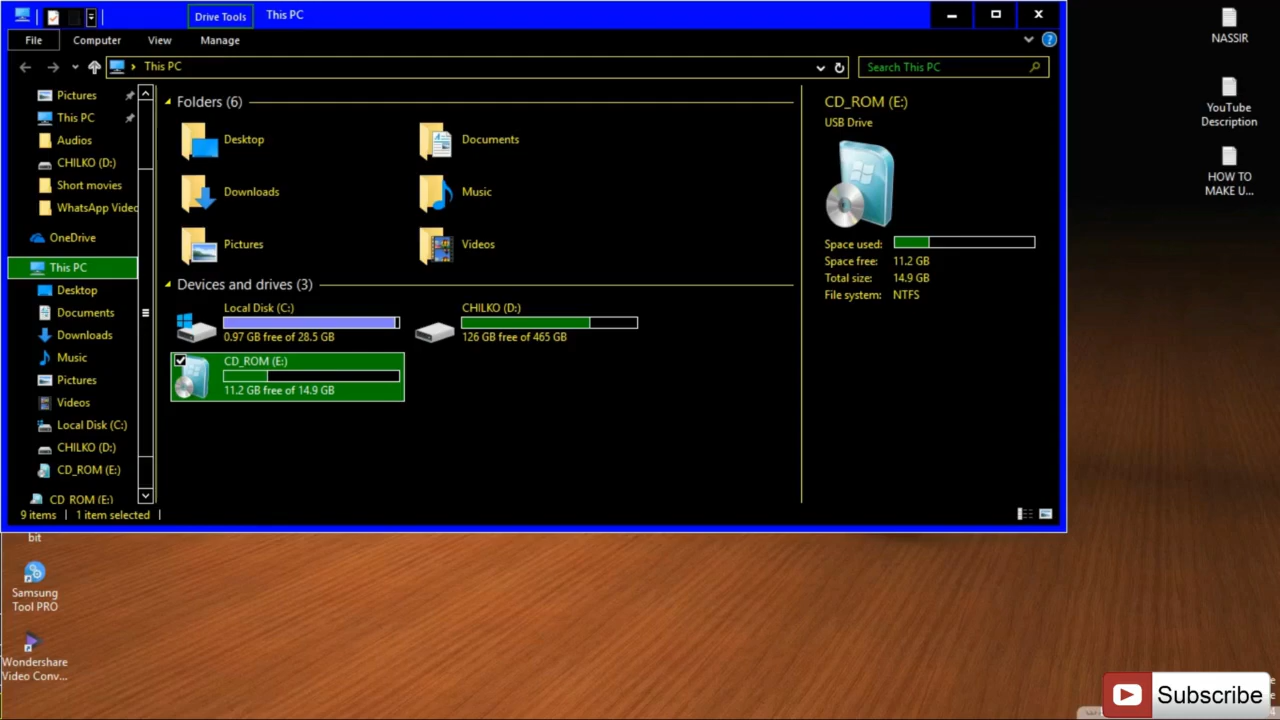 Drive Tools
This PC
File
Computer
View
Manage
This PC
Search This PC
Pictures
This PC
Audios
CHILKO (D:)
Short movies
WhatsApp Videc
OneDrive
This PC
Desktop
Documents
Downloads
Music
Pictures
Videos
Local Disk (C:)
CHILKO (D:)
CD_ROM (E:)
CD ROM (E:)
Folders (6)
Desktop
Documents
Downloads
Music
Pictures
Videos
Devices and drives (3)
Local Disk (C:)
0.97 GB free of 28.5 GB
CHILKO (D:)
126 GB free of 465 GB
CD_ROM (E:)
11.2 GB free of 14.9 GB
CD_ROM (E:)
USB Drive
Space used:
Space free: 11.2 GB
Total size: 14.9 GB
File system: NTFS
9 items
1 item selected
NASSIR
YouTube
Description
HOW TO
MAKE U...
bit
Samsung
Tool PRO
Wondershare
Video Conv...
Subscribe